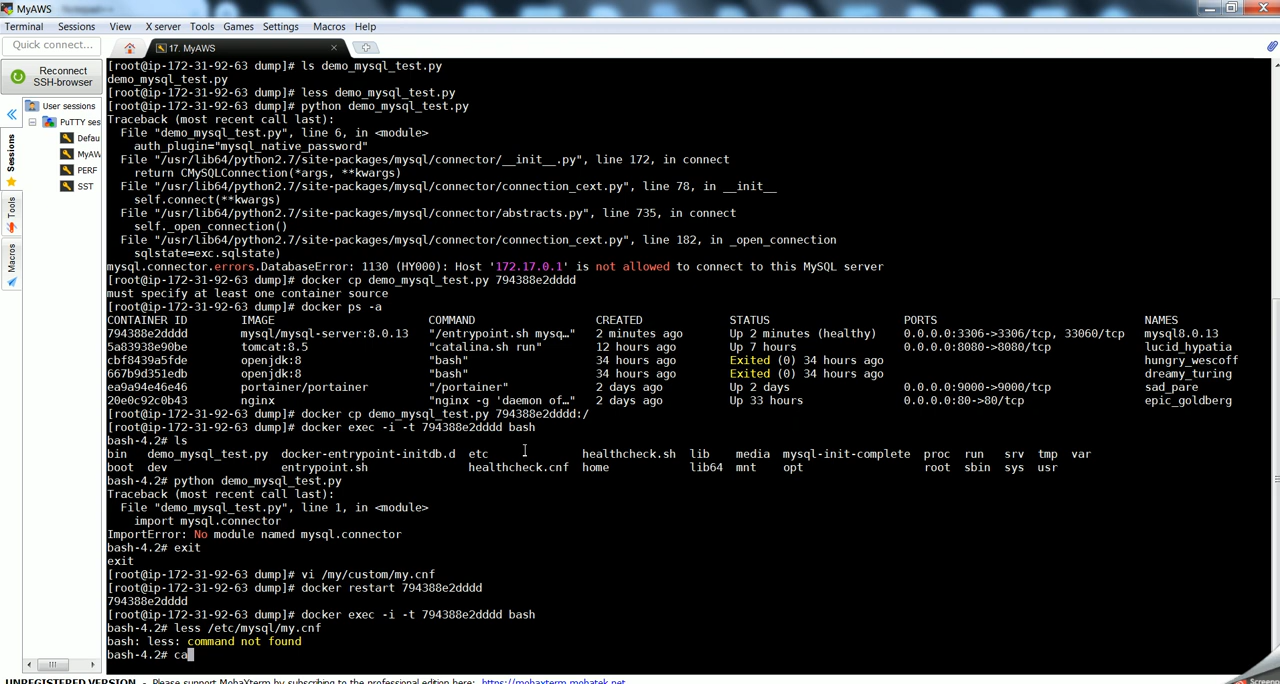 MyAWS
Terminal Sessions View X server Tools Games Settings Macros Help
Quick connect...
17. MyAWS
Reconnect
SSH-browser
User sessions
PuTTY ses
Defau
MyAW
PERF
SST
Sessions
Tools
Macros
[root@ip-172-31-92-63 dump]# ls demo_mysql_test.py
demo_mysql_test.py
[root@ip-172-31-92-63 dump]# less demo_mysql_test.py
[root@ip-172-31-92-63 dump]# python demo_mysql_test.py
Traceback (most recent call last):
File "demo_mysql_test.py", line 6, in <module>
auth_plugin="mysql_native_password"
File "/usr/lib64/python2.7/site-packages/mysql/connector/__init__.py", line 172, in connect
return CMySQLConnection(*args, **kwargs)
File "/usr/lib64/python2.7/site-packages/mysql/connector/connection_cext.py", line 78, in __init__
self.connect(**kwargs)
File "/usr/lib64/python2.7/site-packages/mysql/connector/abstracts.py", line 735, in connect
self._open_connection()
File "/usr/lib64/python2.7/site-packages/mysql/connector/connection_cext.py", line 182, in _open_connection
sqlstate=exc.sqlstate)
mysql.connector.errors.DatabaseError: 1130 (HY000): Host '172.17.0.1' is not allowed to connect to this MySQL server
[root@ip-172-31-92-63 dump]# docker cp demo_mysql_test.py 794388e2dddd
must specify at least one container source
[root@ip-172-31-92-63 dump]# docker ps -a
CONTAINER ID IMAGE COMMAND CREATED STATUS PORTS NAMES
794388e2dddd mysql/mysql-server:8.0.13 "/entrypoint.sh mysq…" 2 minutes ago Up 2 minutes (healthy) 0.0.0.0:3306->3306/tcp, 33060/tcp mysql8.0.13
5a83938e90be tomcat:8.5 "catalina.sh run" 12 hours ago Up 7 hours 0.0.0.0:8080->8080/tcp lucid_hypatia
cbf8439a5fde openjdk:8 "bash" 34 hours ago Exited (0) 34 hours ago hungry_wescoff
667b9d351edb openjdk:8 "bash" 34 hours ago Exited (0) 34 hours ago dreamy_turing
ea9a94e46e46 portainer/portainer "/portainer" 2 days ago Up 2 days 0.0.0.0:9000->9000/tcp sad_pare
20e0c92c0b43 nginx "nginx -g 'daemon of…" 2 days ago Up 33 hours 0.0.0.0:80->80/tcp epic_goldberg
[root@ip-172-31-92-63 dump]# docker cp demo_mysql_test.py 794388e2dddd:/
[root@ip-172-31-92-63 dump]# docker exec -i -t 794388e2dddd bash
bash-4.2# ls
bin demo_mysql_test.py docker-entrypoint-initdb.d etc healthcheck.sh lib media mysql-init-complete proc run srv tmp var
boot dev entrypoint.sh healthcheck.cnf home lib64 mnt opt root sbin sys usr
bash-4.2# python demo_mysql_test.py
Traceback (most recent call last):
File "demo_mysql_test.py", line 1, in <module>
import mysql.connector
ImportError: No module named mysql.connector
bash-4.2# exit
exit
[root@ip-172-31-92-63 dump]# vi /my/custom/my.cnf
[root@ip-172-31-92-63 dump]# docker restart 794388e2dddd
794388e2dddd
[root@ip-172-31-92-63 dump]# docker exec -i -t 794388e2dddd bash
bash-4.2# less /etc/mysql/my.cnf
bash: less: command not found
bash-4.2# ca
UNREGISTERED VERSION - Please support MobaXterm by subscribing to the professional edition here: https://mobaxterm.mobatek.net